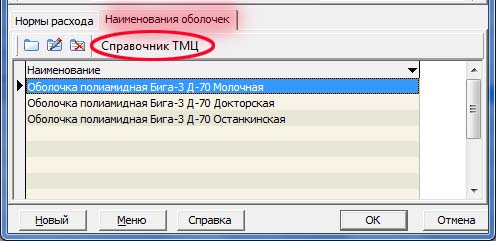 Нормы расхода Наименования оболочек
Справочник ТМЦ
Наименование
Оболочка полиамидная Бига-3 Д-70 Молочная
Оболочка полиамидная Бига-3 Д-70 Докторская
Оболочка полиамидная Бига-3 Д-70 Останкинская
Новый Меню Справка ОК Отмена